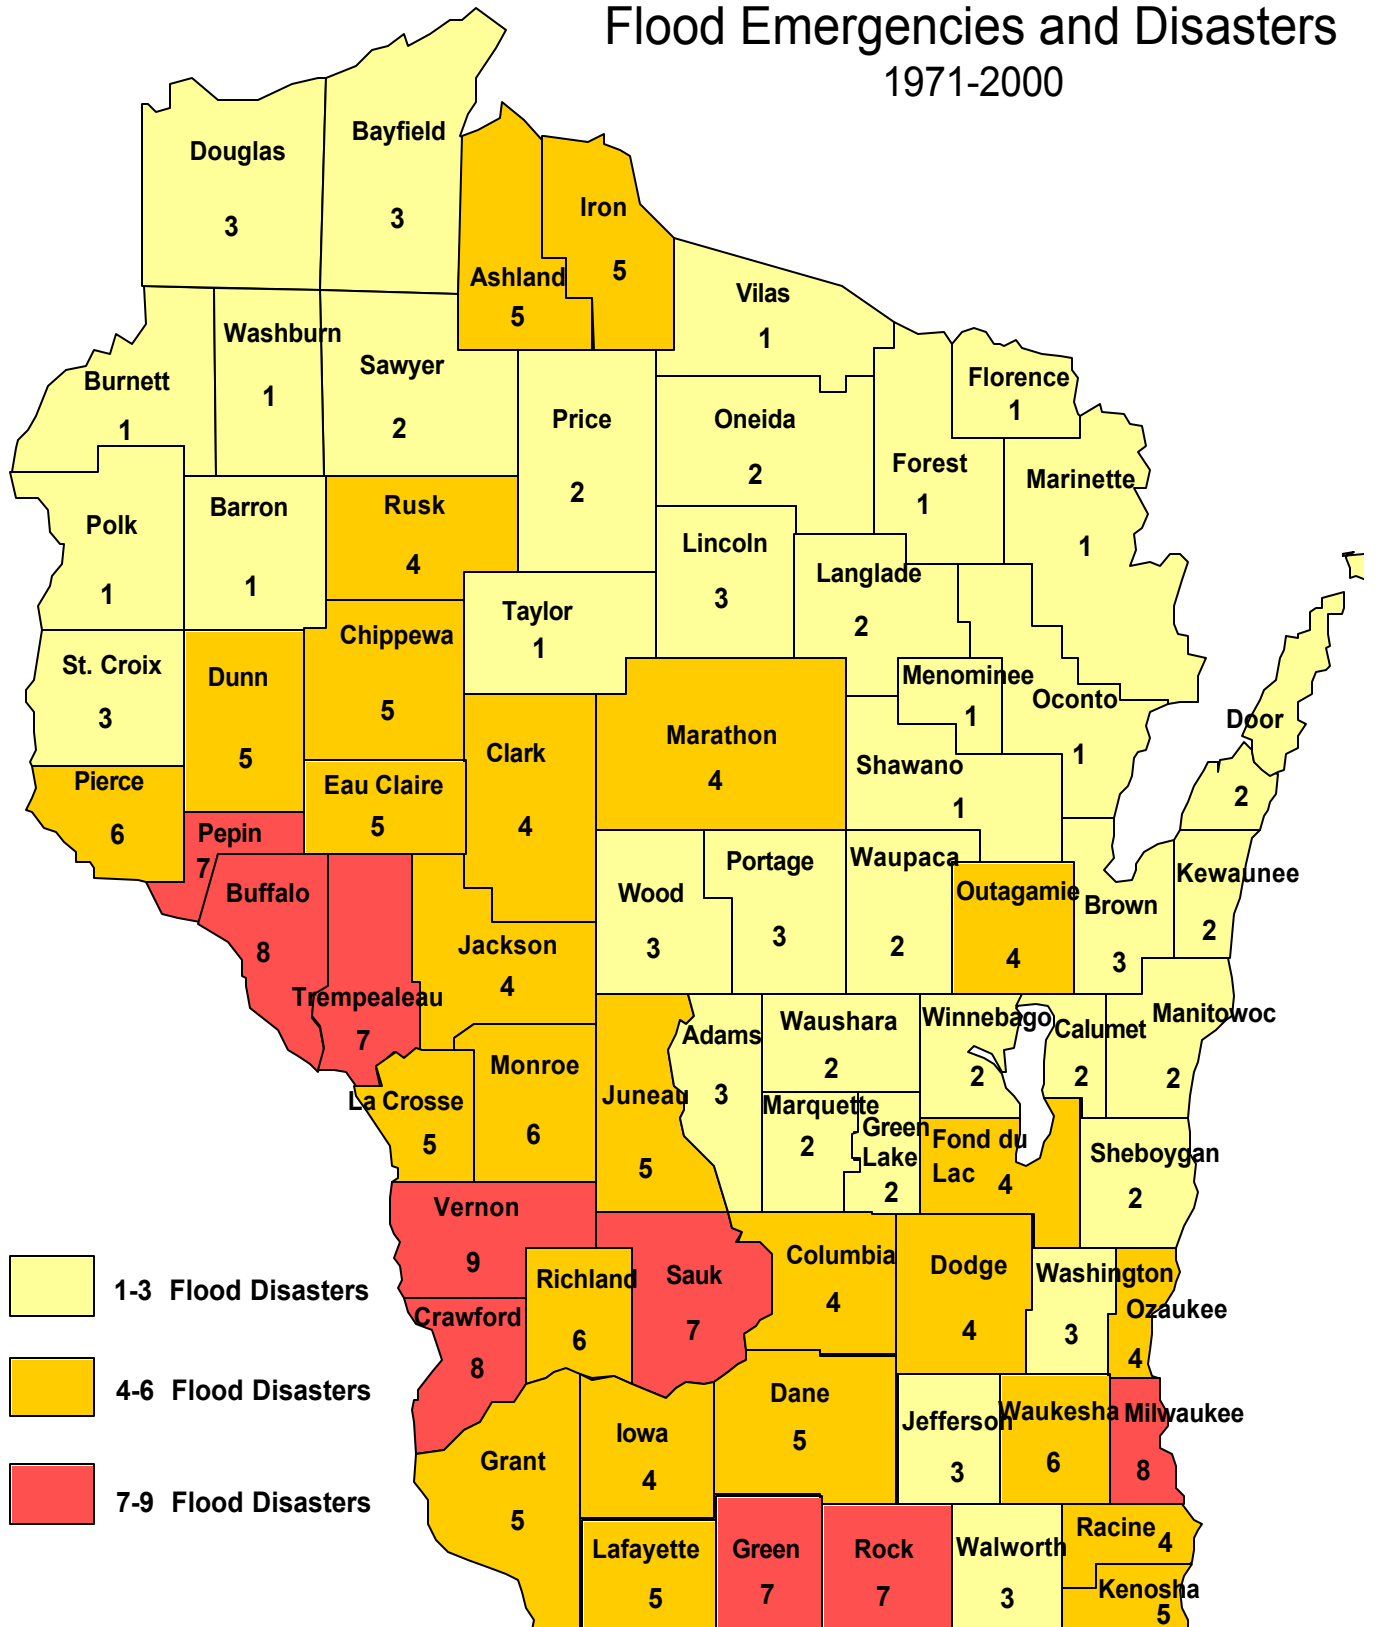 Flood Emergencies and Disasters
1971-2000
Douglas
3
Bayfield
3
Ashland
5
Iron
5
Vilas
1
Washburn
1
Burnett
1
Sawyer
2
Price
2
Oneida
2
Florence
1
Forest
1
Marinette
1
Polk
1
Barron
1
Rusk
4
Lincoln
3
Langlade
2
Taylor
1
Chippewa
5
St. Croix
3
Dunn
5
Menominee
1
Oconto
1
Door
2
Clark
4
Marathon
4
Shawano
1
Pierce
6
Eau Claire
5
Pepin
7
Buffalo
8
Trempealeau
7
Jackson
4
Wood
3
Portage
3
Waupaca
2
Outagamie
4
Brown
3
Kewaunee
2
Adams
3
Waushara
2
Winnebago
2
Calumet
2
Manitowoc
2
La Crosse
5
Monroe
6
Juneau
5
Marquette
2
Green
Lake
2
Fond du
Lac 4
Sheboygan
2
Vernon
9
Richland
6
Sauk
7
Columbia
4
Dodge
4
Washington
3
Ozaukee
4
Crawford
8
Grant
5
Iowa
4
Dane
5
Jefferson
3
Waukesha
6
Milwaukee
8
Lafayette
5
Green
7
Rock
7
Walworth
3
Racine 4
Kenosha
5
1-3 Flood Disasters
4-6 Flood Disasters
7-9 Flood Disasters